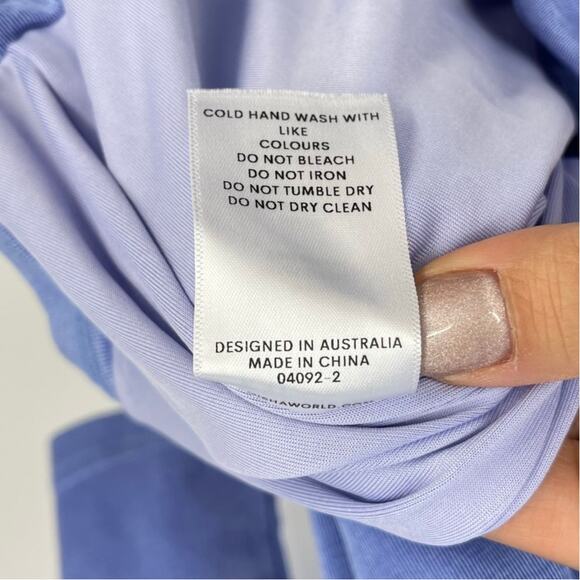 COLD HAND WASH WITH
LIKE
COLOURS
DO NOT BLEACH
DO NOT IRON
DO NOT TUMBLE DRY
DO NOT DRY CLEAN
DESIGNED IN AUSTRALIA
MADE IN CHINA
04092-2